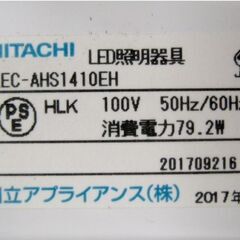 HITACHI LED照明器具
EC-AHS1410EH
PS E HLK 100V 50Hz/60Hz
消費電力79.2W
201709216
立アプライアンス(株) 2017年